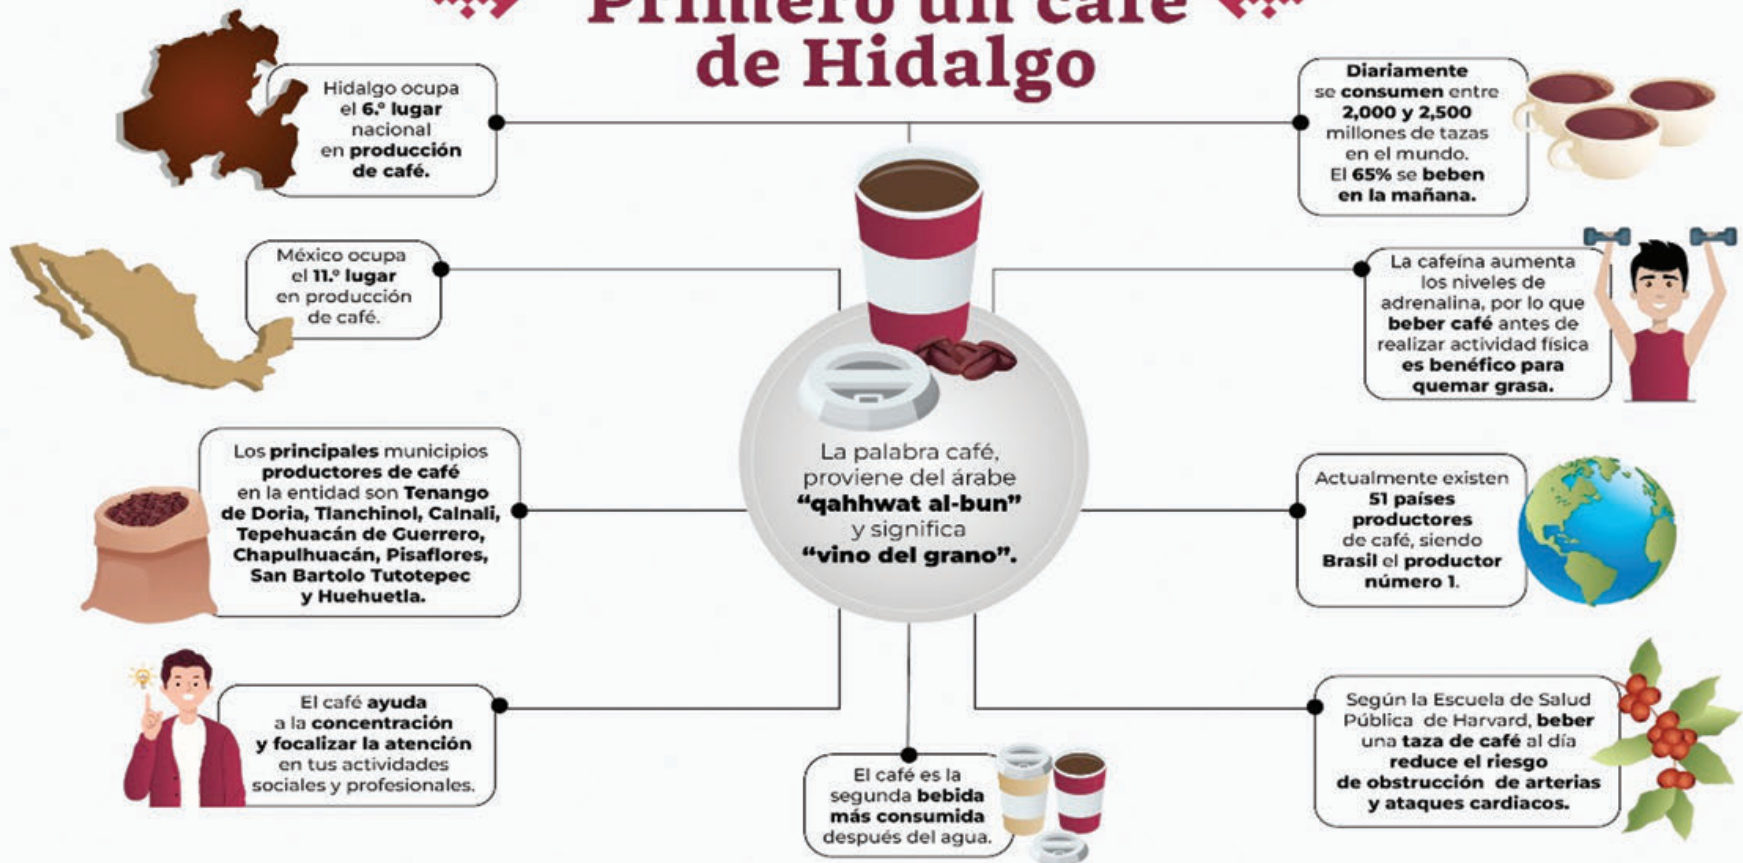 Primero un café
de Hidalgo
Hidalgo ocupa
el 6.º lugar
nacional
en producción
de café.
Diariamente
se consumen entre
2,000 y 2,500
millones de tazas
en el mundo.
El 65% se beben
en la mañana.
México ocupa
el 11.º lugar
en producción
de café.
La cafeína aumenta
los niveles de
adrenalina, por lo que
beber café antes de
realizar actividad física
es benéfico para
quemar grasa.
Los principales municipios
productores de café
en la entidad son Tenango
de Doria, Tlanchinol, Calnali,
Tepehuacán de Guerrero,
Chapulhuacán, Pisaflores,
San Bartolo Tutotepec
y Huehuetla.
La palabra café,
proviene del árabe
“qahhwat al-bun”
y significa
“vino del grano”.
Actualmente existen
51 países
productores
de café, siendo
Brasil el productor
número 1.
El café ayuda
a la concentración
y focalizar la atención
en tus actividades
sociales y profesionales.
El café es la
segunda bebida
más consumida
después del agua.
Según la Escuela de Salud
Pública de Harvard, beber
una taza de café al día
reduce el riesgo
de obstrucción de arterias
y ataques cardiacos.